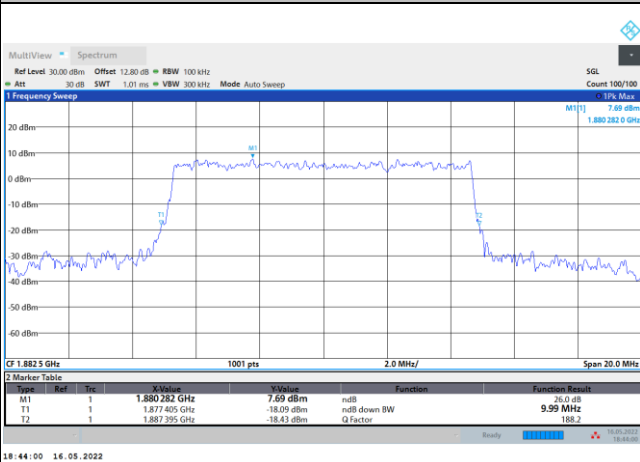 MultiView Spectrum
Ref Level 30.00 dBm Offset 12.80 dB RBW 100 kHz SGL
Att 30 dB SWT 1.01 ms VBW 300 kHz Mode Auto Sweep Count 100/100
1 Frequency Sweep 1Pk Max
M1[1] 7.69 dBm
1.880 282 0 GHz
20 dBm
M1
10 dBm
0 dBm
-10 dBm
T1 T2
-20 dBm
-30 dBm
-40 dBm
-50 dBm
-60 dBm
CF 1.882 5 GHz 1001 pts 2.0 MHz/ Span 20.0 MHz
2 Marker Table
Type Ref Trc X-Value Y-Value Function Function Result
M1 1 1.880 282 GHz 7.69 dBm ndB 26.0 dB
T1 1 1.877 405 GHz -18.09 dBm ndB down BW 9.99 MHz
T2 1 1.887 395 GHz -18.43 dBm Q Factor 188.2
Ready 16.05.2022
18:44:00
18:44:00 16.05.2022